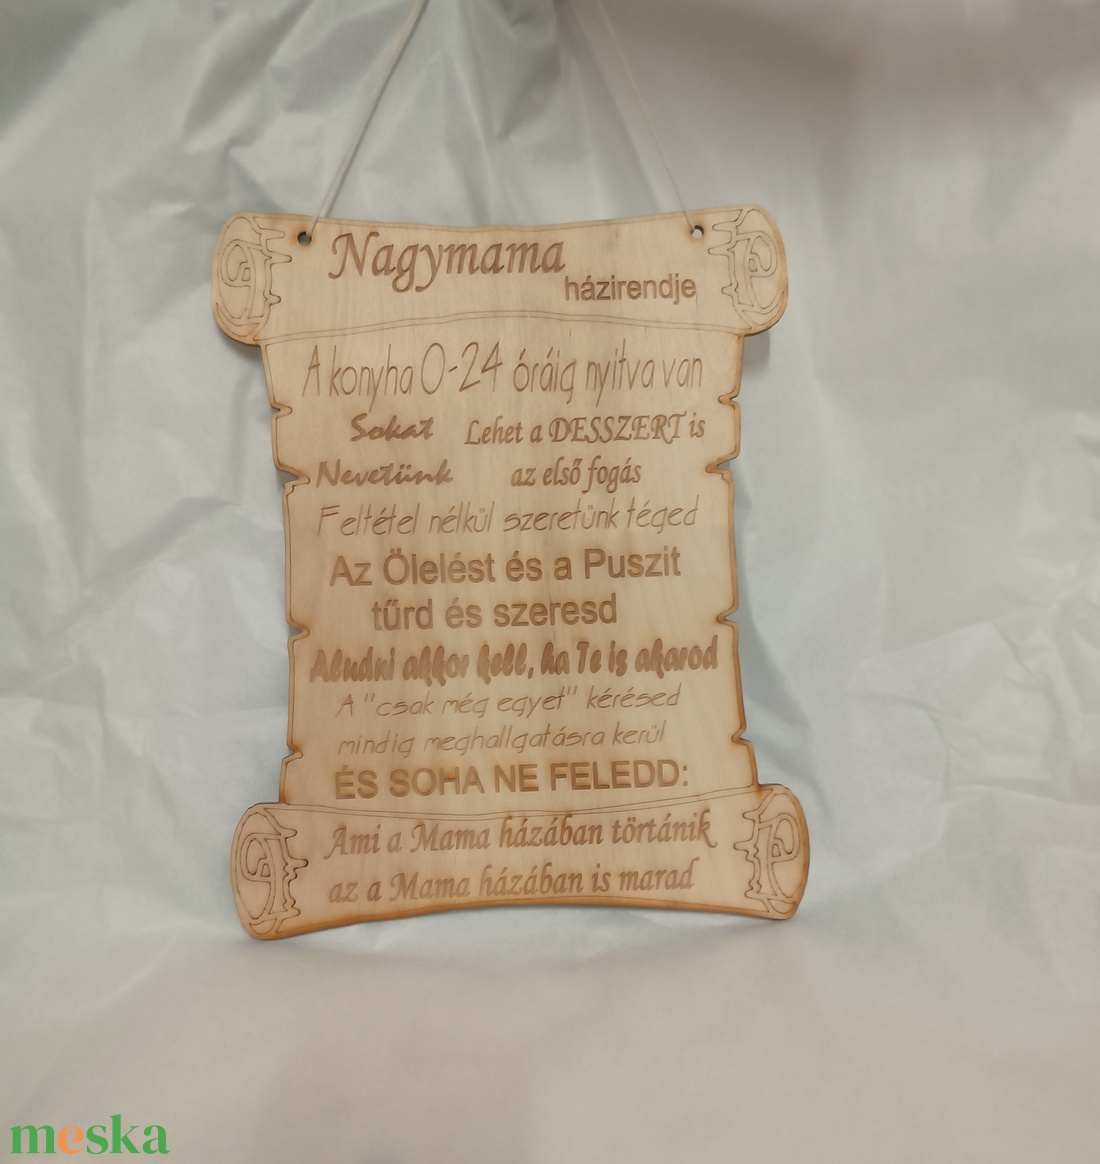 Nagymama
házirendje
A konyha 0-24 óráig nyitva van
Sokat
Nevetünk
Lehet a DESSZERT is
az első fogás
Feltétel nélkül szeretünk téged
Az Ölelést és a Puszit
tűrd és szeresd
Aludni akkor kell, ha Te is akarod
A "csak még egyet" kérésed
mindig meghallgatásra kerül
ÉS SOHA NE FELEDD:
Ami a Mama házában törtánik
az a Mama házában is marad
meska